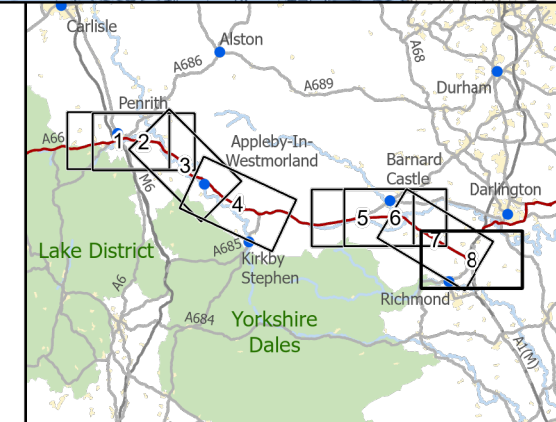 Carlisle
Alston
A68
A686
A689
Durham
Penrith
A66
Appleby-In-
Westmorland
Barnard
Castle
Darlington
1
2
3
4
5
6
7
8
M6
Lake District
A685
Kirkby
Stephen
Richmond
A6
A684
Yorkshire
Dales
A1(M)